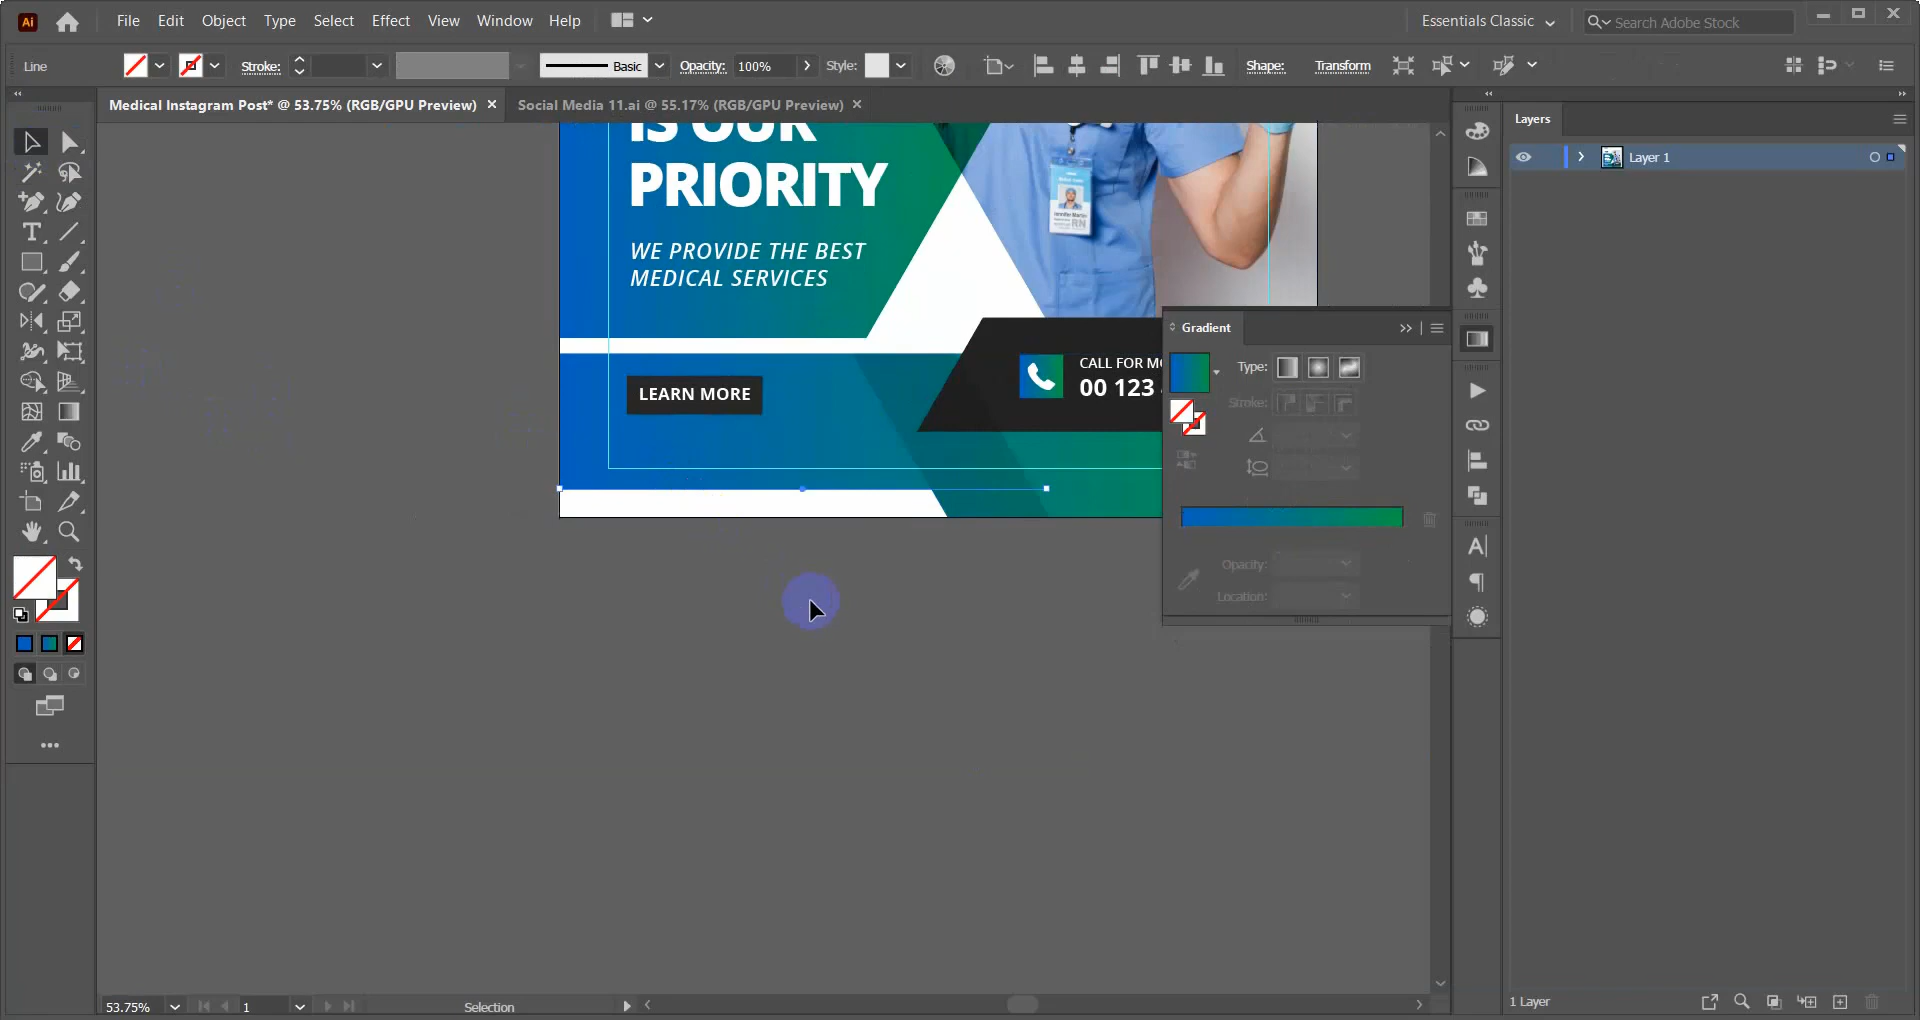 Ai File Edit Object Type Select Effect View Window Help Essentials Classic Search Adobe Stock
Line Stroke: Basic Opacity: 100% Style: Shape: Transform
Medical Instagram Post* @ 53.75% (RGB/GPU Preview) × Social Media 11.ai @ 55.17% (RGB/GPU Preview) ×
Layers
Layer 1
IS OUR
PRIORITY
WE PROVIDE THE BEST
MEDICAL SERVICES
RN
Gradient
Type:
Stroke:
CALL FOR MO
00 123
LEARN MORE
Opacity:
Location:
53.75% 1 Selection
1 Layer